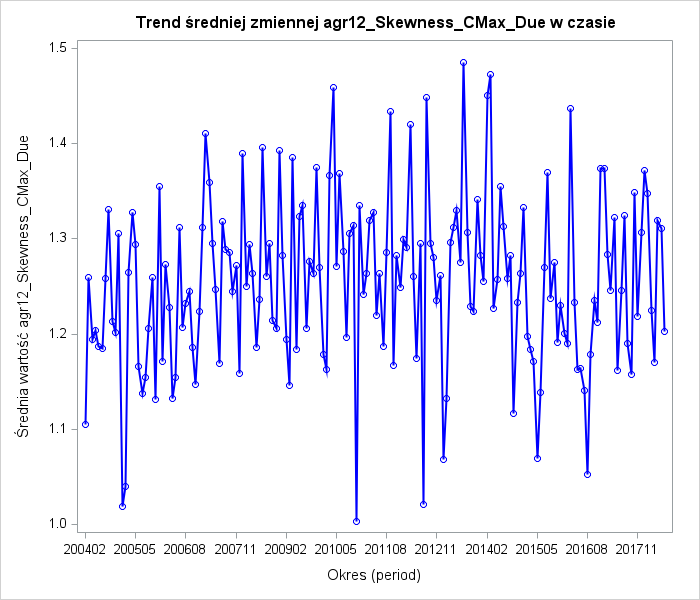 Trend średniej zmiennej agr12_Skewness_CMax_Due w czasie
Średnia wartość agr12_Skewness_CMax_Due
1.5
1.4
1.3
1.2
1.1
1.0
200402 200505 200608 200711 200902 201005 201108 201211 201402 201505 201608 201711
Okres (period)